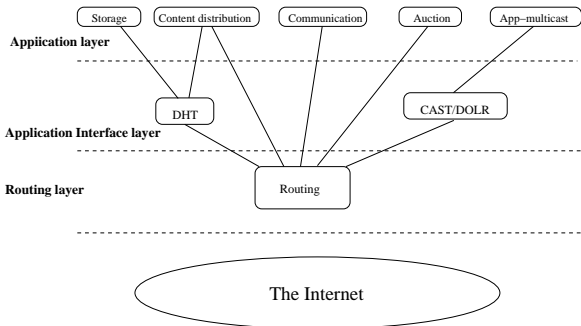 Storage
Content distribution
Communication
Auction
App−multicast
Appiication layer
DHT
CAST/DOLR
Application Interface layer
Routing layer
Routing
The Internet